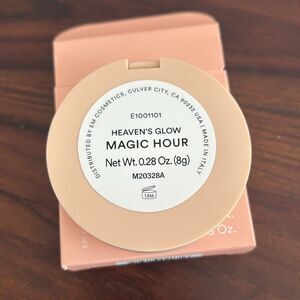 E1001101
HEAVEN'S GLOW
MAGIC HOUR
Net Wt. 0.28 Oz. (8g)
M20328A
18M
DISTRIBUTED BY EM COSMETICS, CULVER CITY, CA 90232 USA | MADE IN ITALY
Oz.